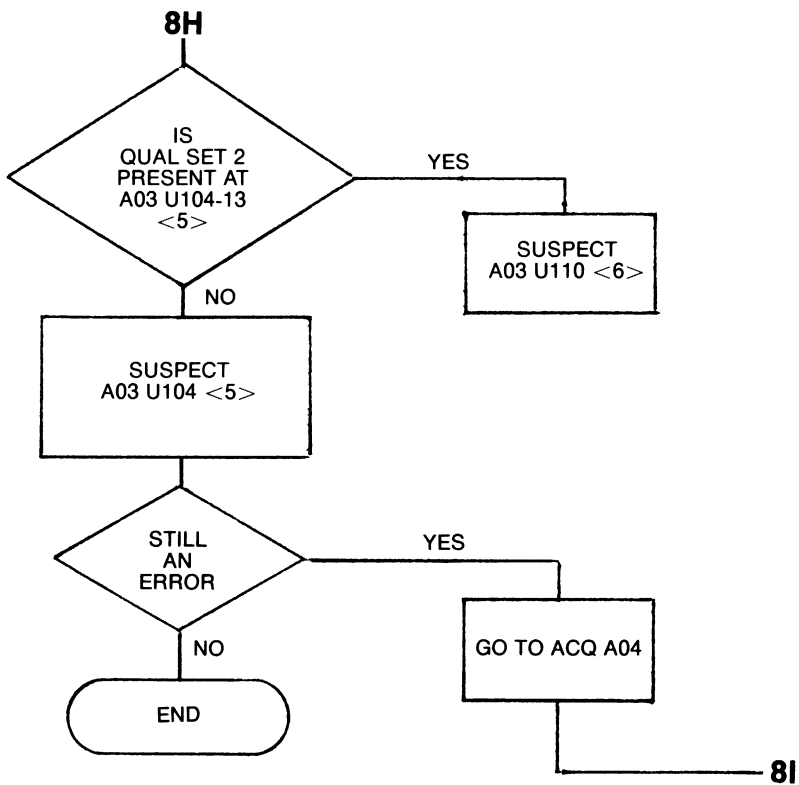 8H
IS
QUAL SET 2
PRESENT AT
A03 U104-13
<5>
YES
SUSPECT
A03 U110 <6>
NO
SUSPECT
A03 U104 <5>
STILL
AN
ERROR
YES
GO TO ACQ A04
NO
END
8I